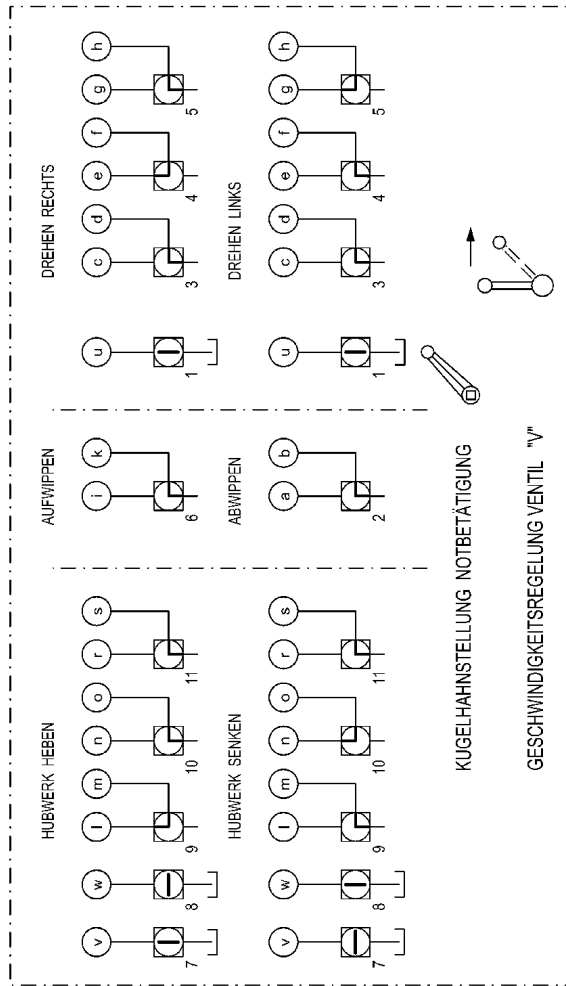 HUBWERK HEBEN AUFWIPPEN DREHEN RECHTS
v w l m n o r s i k u c d e f g h
7 8 9 10 11 6 1 3 4 5
HUBWERK SENKEN ABWIPPEN DREHEN LINKS
v w l m n o r s a b u c d e f g h
7 8 9 10 11 2 1 3 4 5
KUGELHAHNSTELLUNG NOTBETÄTIGUNG
GESCHWINDIGKEITSREGELUNG VENTIL "V"